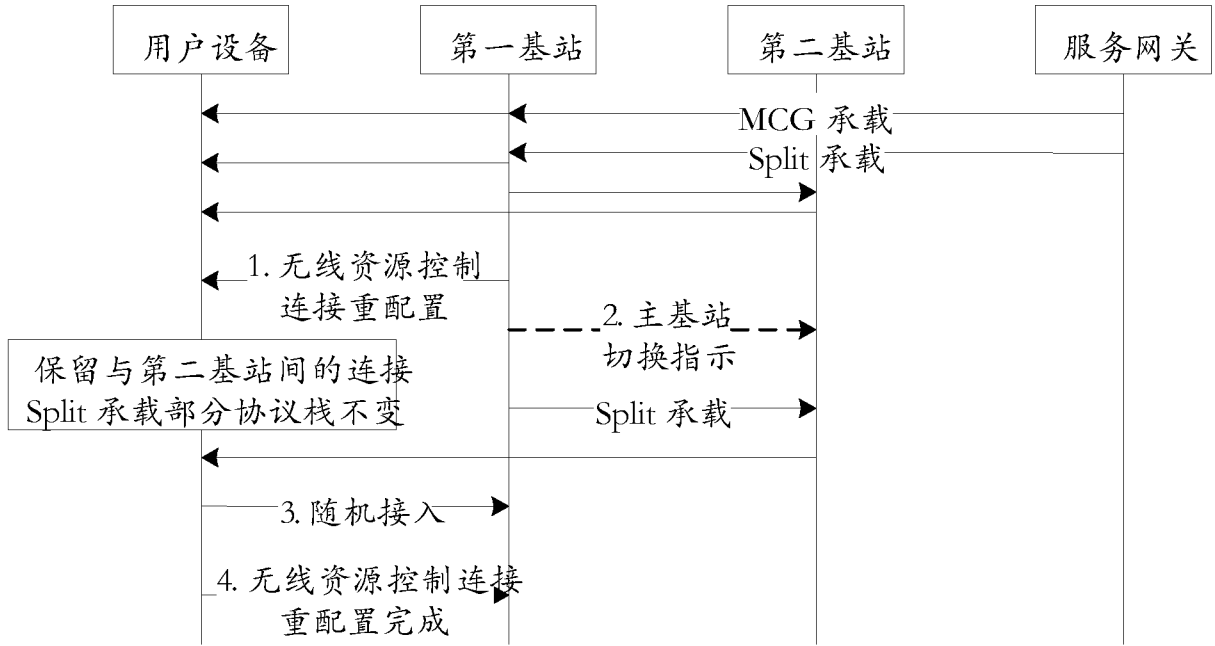 用户设备
第一基站
第二基站
服务网关
MCG 承载
Split 承载
1. 无线资源控制
连接重配置
2. 主基站
切换指示
保留与第二基站间的连接
Split 承载部分协议栈不变
Split 承载
3. 随机接入
4. 无线资源控制连接
重配置完成